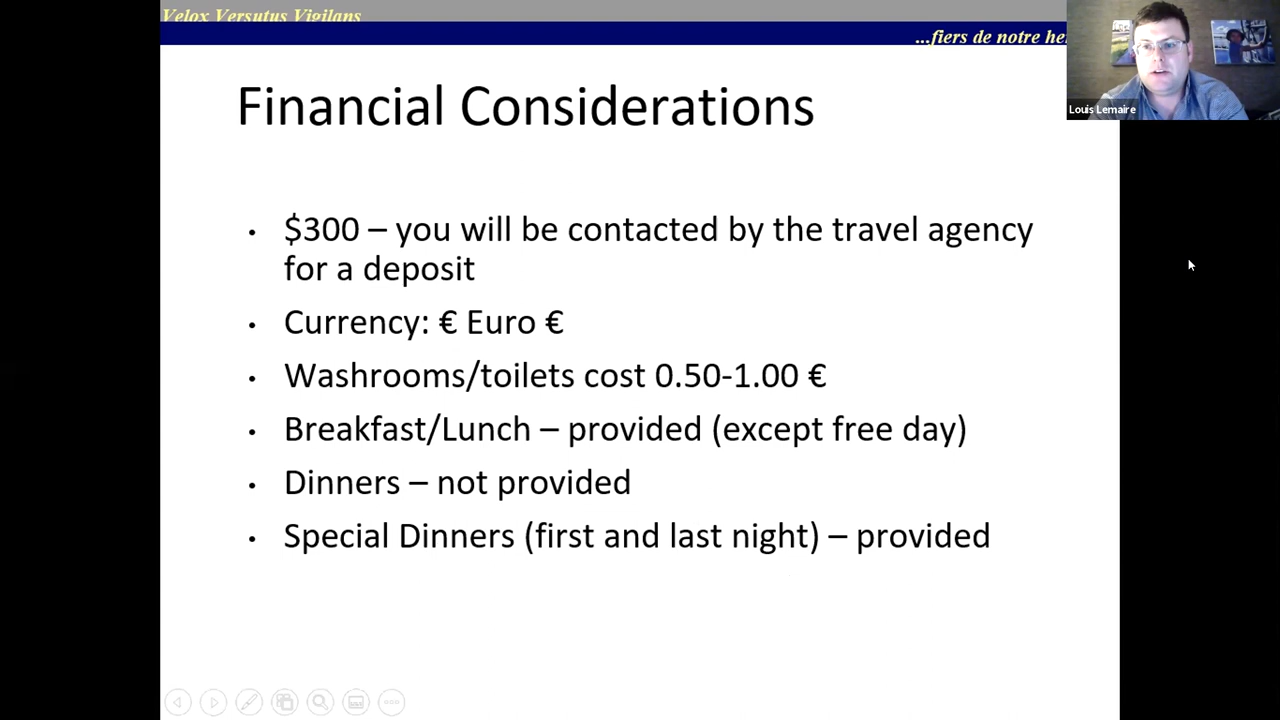 Velox Versutus Vigilans
...fiers de notre
Louis Lemaire
Financial Considerations
• $300 – you will be contacted by the travel agency
for a deposit
• Currency: € Euro €
• Washrooms/toilets cost 0.50-1.00 €
• Breakfast/Lunch – provided (except free day)
• Dinners – not provided
• Special Dinners (first and last night) – provided